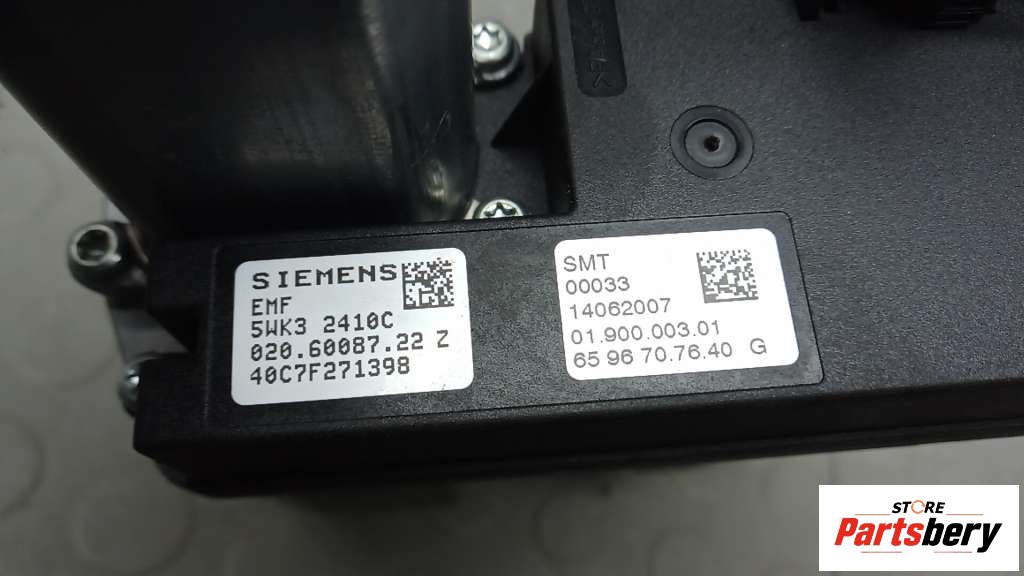 SIEMENS
EMF
5WK3 2410C
020.60087.22 Z
40C7F271398
SMT
00033
14062007
01.900.003.01
65 96 70.76.40 G
STORE
Partsbery